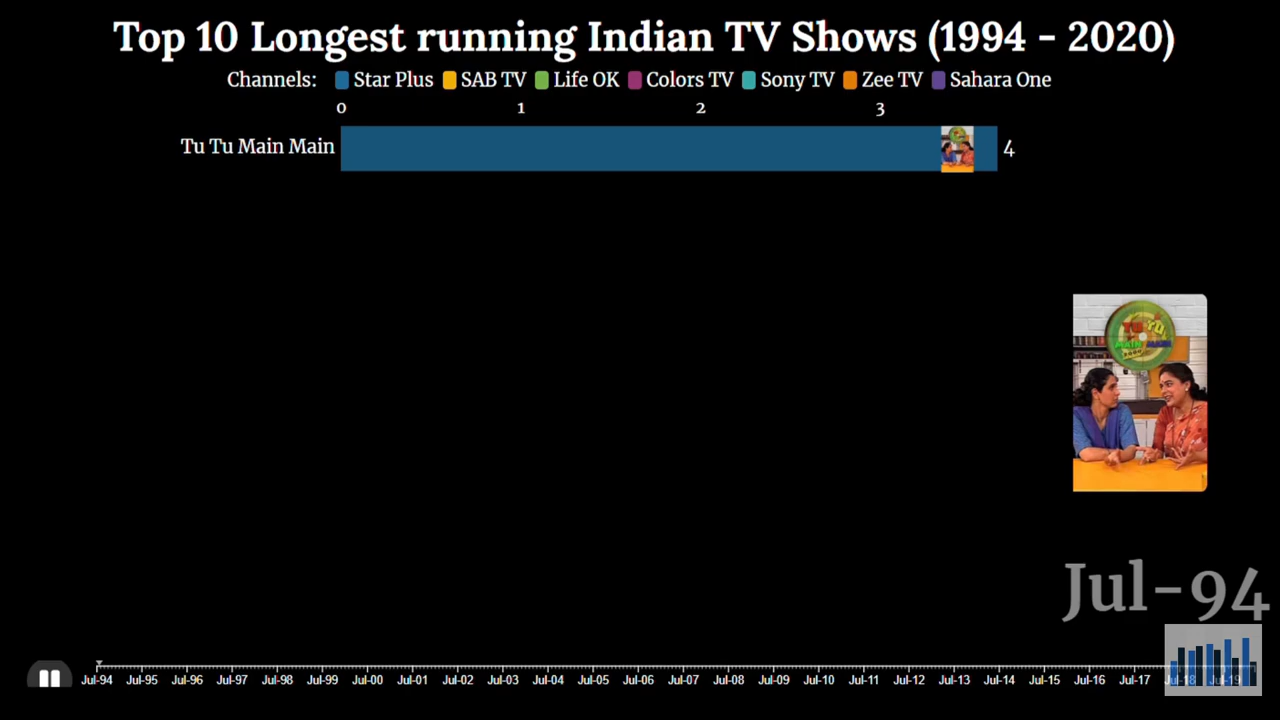 Top 10 Longest running Indian TV Shows (1994 - 2020)
Channels: Star Plus SAB TV Life OK Colors TV Sony TV Zee TV Sahara One
0 1 2 3
Tu Tu Main Main 4
TU TU
MAIN MAIN
Jul-94
Jul-94 Jul-95 Jul-96 Jul-97 Jul-98 Jul-99 Jul-00 Jul-01 Jul-02 Jul-03 Jul-04 Jul-05 Jul-06 Jul-07 Jul-08 Jul-09 Jul-10 Jul-11 Jul-12 Jul-13 Jul-14 Jul-15 Jul-16 Jul-17 Jul-18 Jul-19